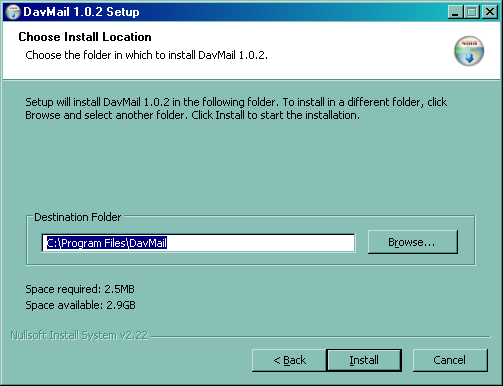 DavMail 1.0.2 Setup
Choose Install Location
Choose the folder in which to install DavMail 1.0.2.
Setup will install DavMail 1.0.2 in the following folder. To install in a different folder, click
Browse and select another folder. Click Install to start the installation.
Destination Folder
C:\Program Files\DavMail
Browse...
Space required: 2.5MB
Space available: 2.9GB
Nullsoft Install System v2.22
< Back
Install
Cancel